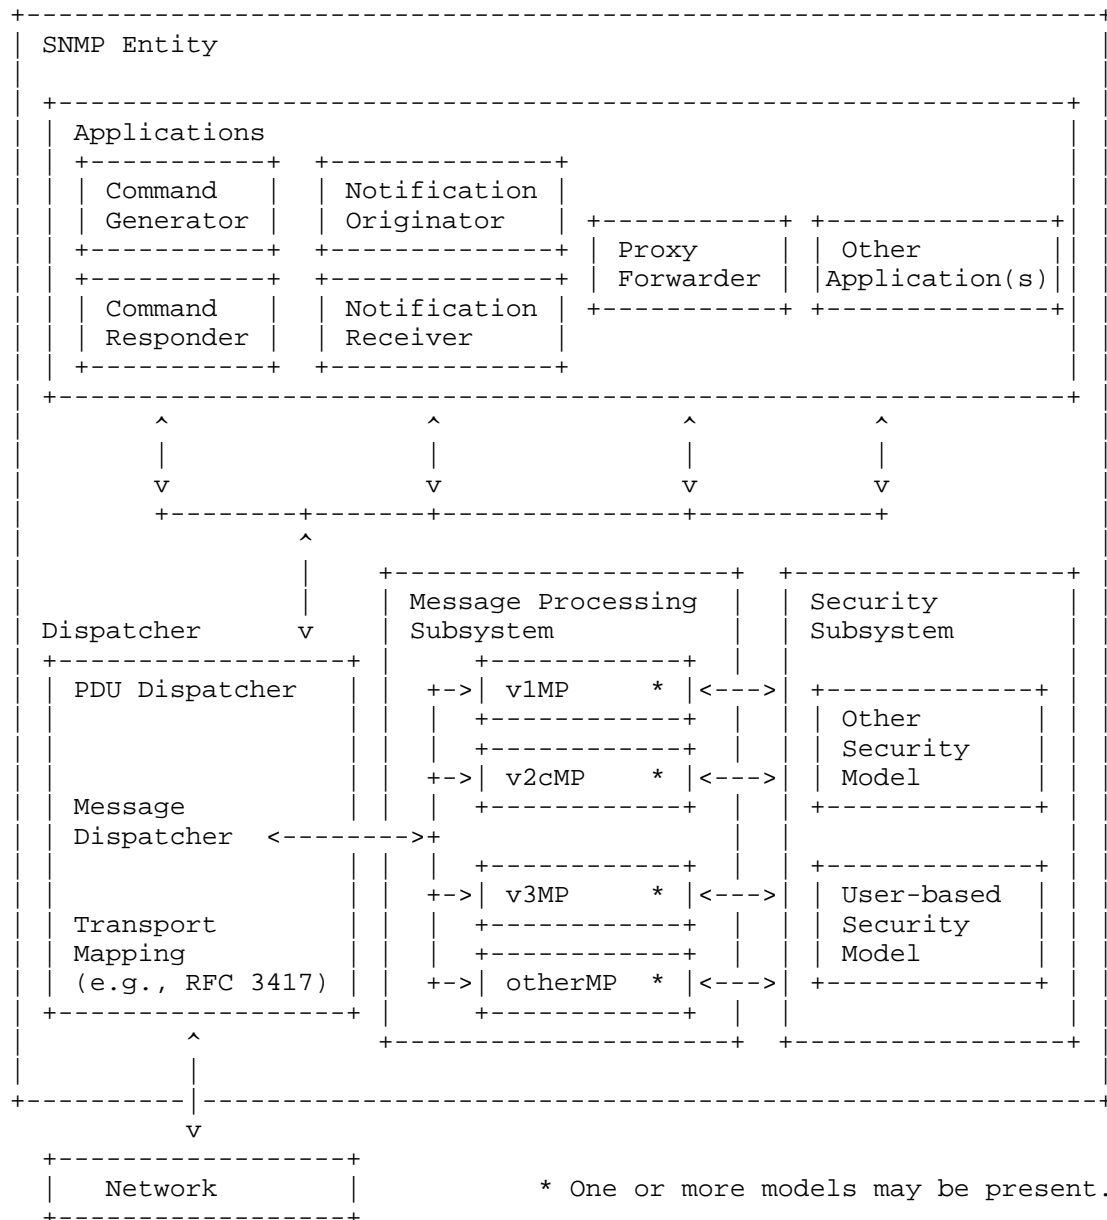 SNMP Entity
Applications
Command Generator
Notification Originator
Proxy Forwarder
Other Application(s)
Command Responder
Notification Receiver
Dispatcher
PDU Dispatcher
Message Dispatcher
Transport Mapping (e.g., RFC 3417)
Message Processing Subsystem
v1MP *
v2cMP *
v3MP *
otherMP *
Security Subsystem
Other Security Model
User-based Security Model
Network
* One or more models may be present.